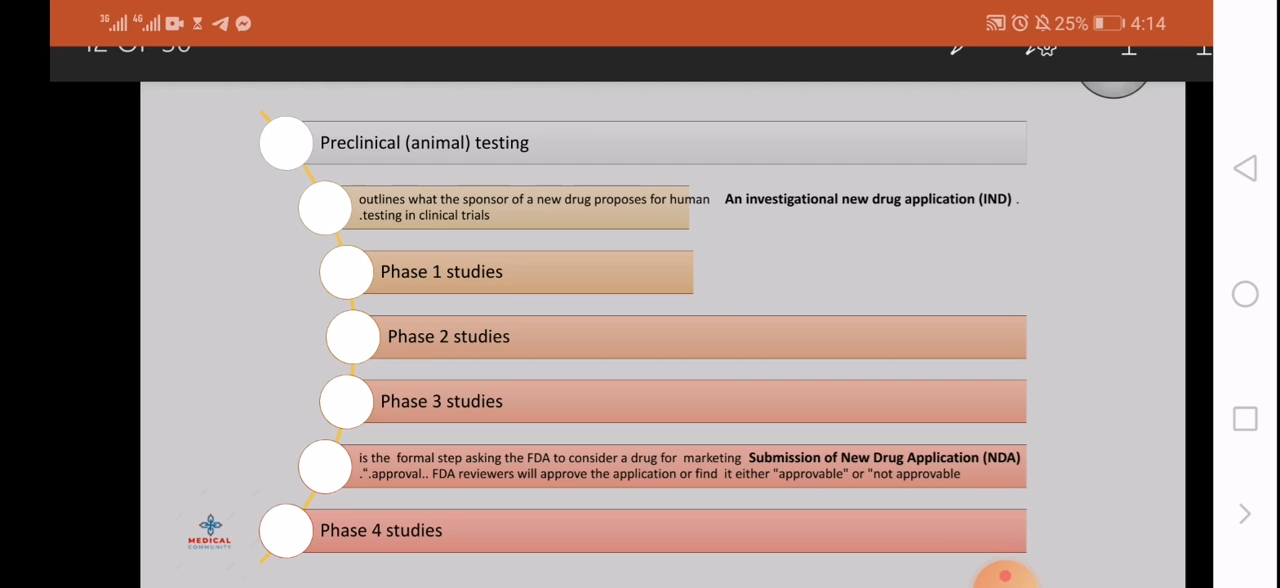 3G 4G 25% 4:14
Preclinical (animal) testing
outlines what the sponsor of a new drug proposes for human An investigational new drug application (IND) .
.testing in clinical trials
Phase 1 studies
Phase 2 studies
Phase 3 studies
is the formal step asking the FDA to consider a drug for marketing Submission of New Drug Application (NDA)
.".approval.. FDA reviewers will approve the application or find it either "approvable" or "not approvable
Phase 4 studies
MEDICAL
COMMUNITY